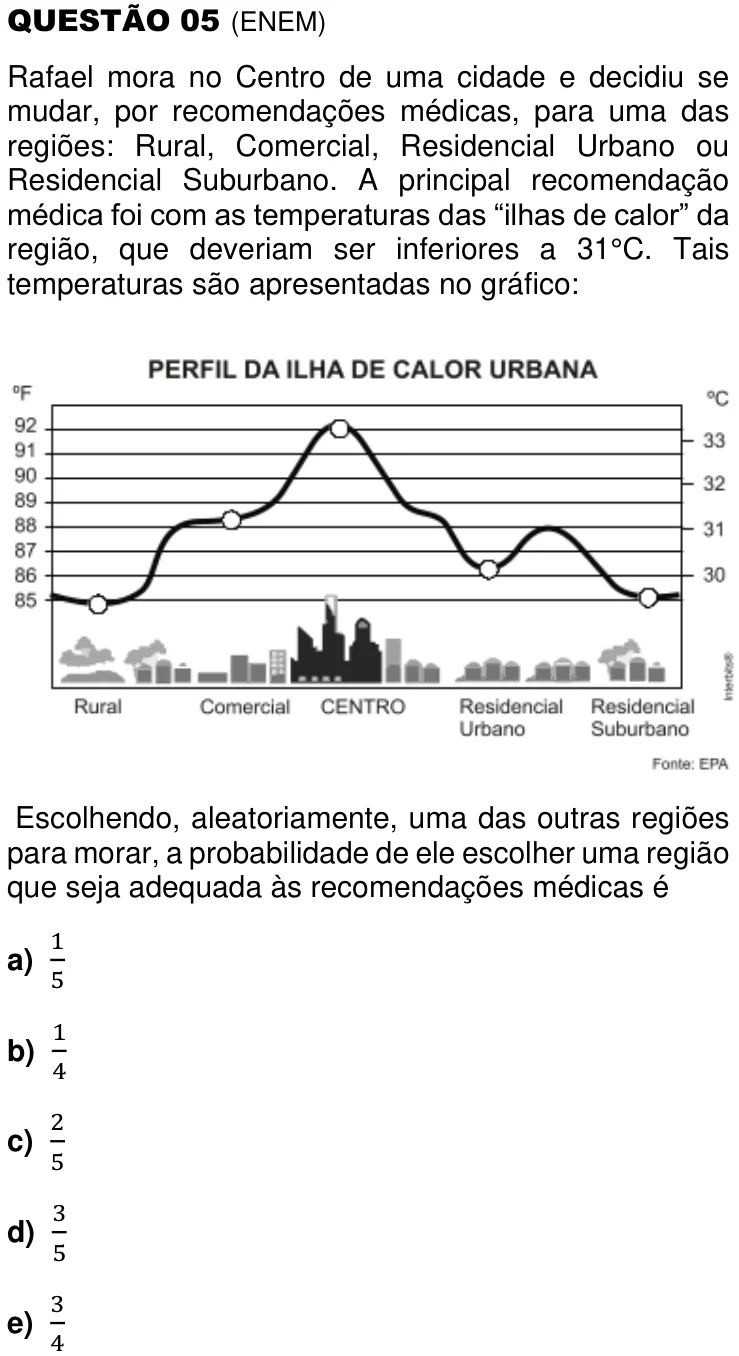 QUESTÃO 05 (ENEM)
Rafael mora no Centro de uma cidade e decidiu se
mudar, por recomendações médicas, para uma das
regiões: Rural, Comercial, Residencial Urbano ou
Residencial Suburbano. A principal recomendação
médica foi com as temperaturas das “ilhas de calor” da
região, que deveriam ser inferiores a 31°C. Tais
temperaturas são apresentadas no gráfico:
PERFIL DA ILHA DE CALOR URBANA
ºF
ºC
92
91
90
89
88
87
86
85
33
32
31
30
Rural
Comercial
CENTRO
Residencial
Urbano
Residencial
Suburbano
Interbits®
Fonte: EPA
Escolhendo, aleatoriamente, uma das outras regiões
para morar, a probabilidade de ele escolher uma região
que seja adequada às recomendações médicas é
a) 1/5
b) 1/4
c) 2/5
d) 3/5
e) 3/4